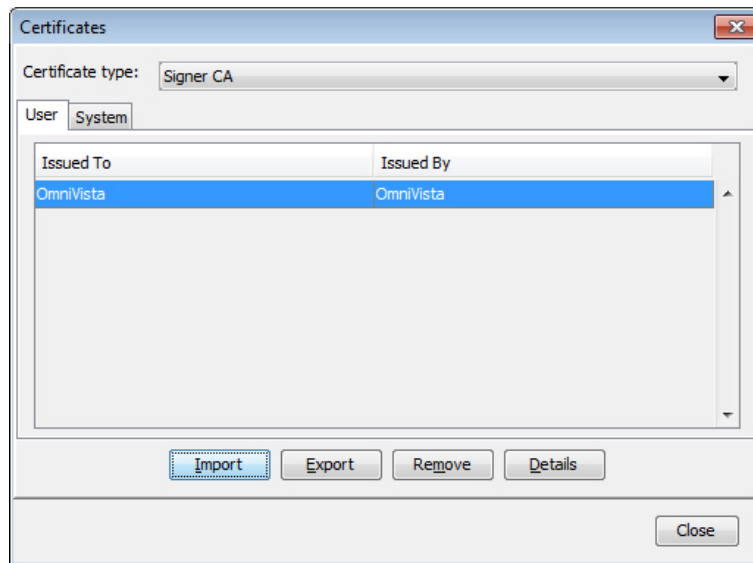 Certificates
Certificate type: Signer CA
User System
Issued To Issued By
OmniVista OmniVista
Import Export Remove Details
Close